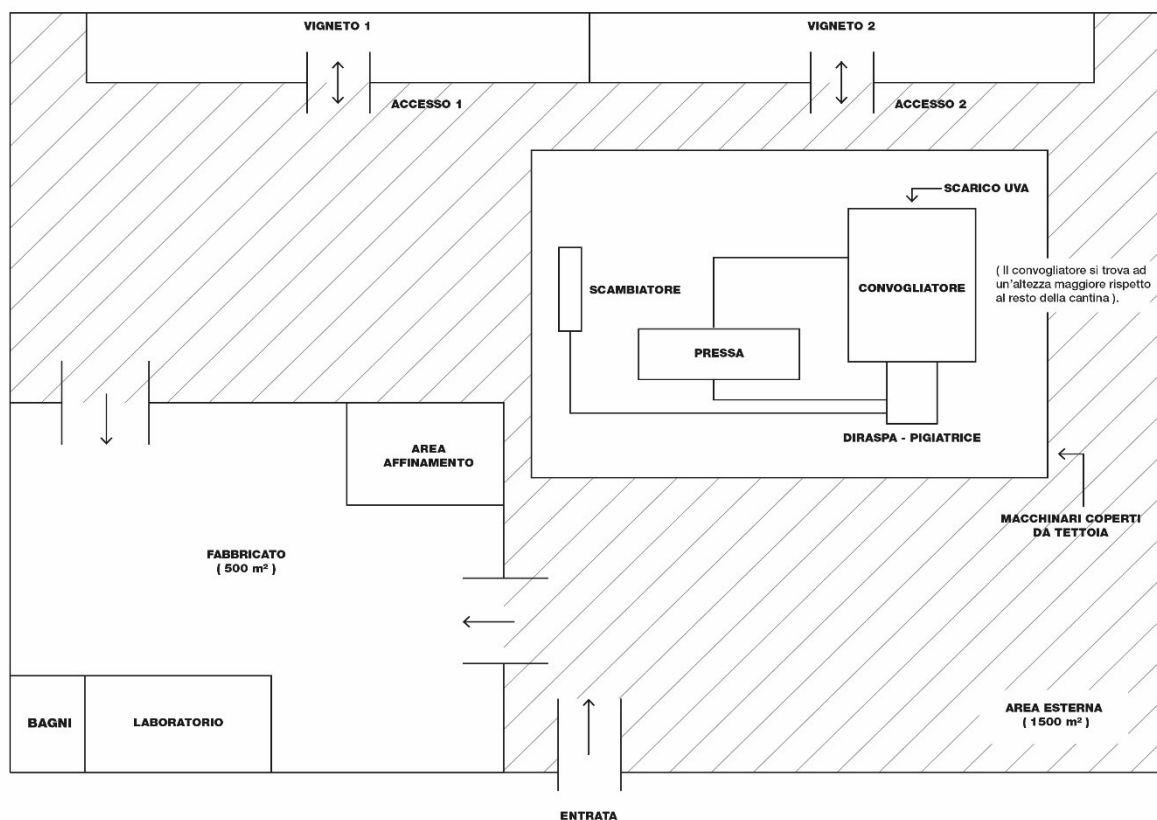 VIGNETO 1
VIGNETO 2
ACCESSO 1
ACCESSO 2
SCARICO UVA
SCAMBIATORE
CONVOGLIATORE
( Il convogliatore si trova ad
un'altezza maggiore rispetto
al resto della cantina ).
PRESSA
DIRASPA - PIGIATRICE
AREA
AFFINAMENTO
MACCHINARI COPERTI
DA TETTOIA
FABBRICATO
( 500 m² )
BAGNI
LABORATORIO
AREA ESTERNA
( 1500 m² )
ENTRATA